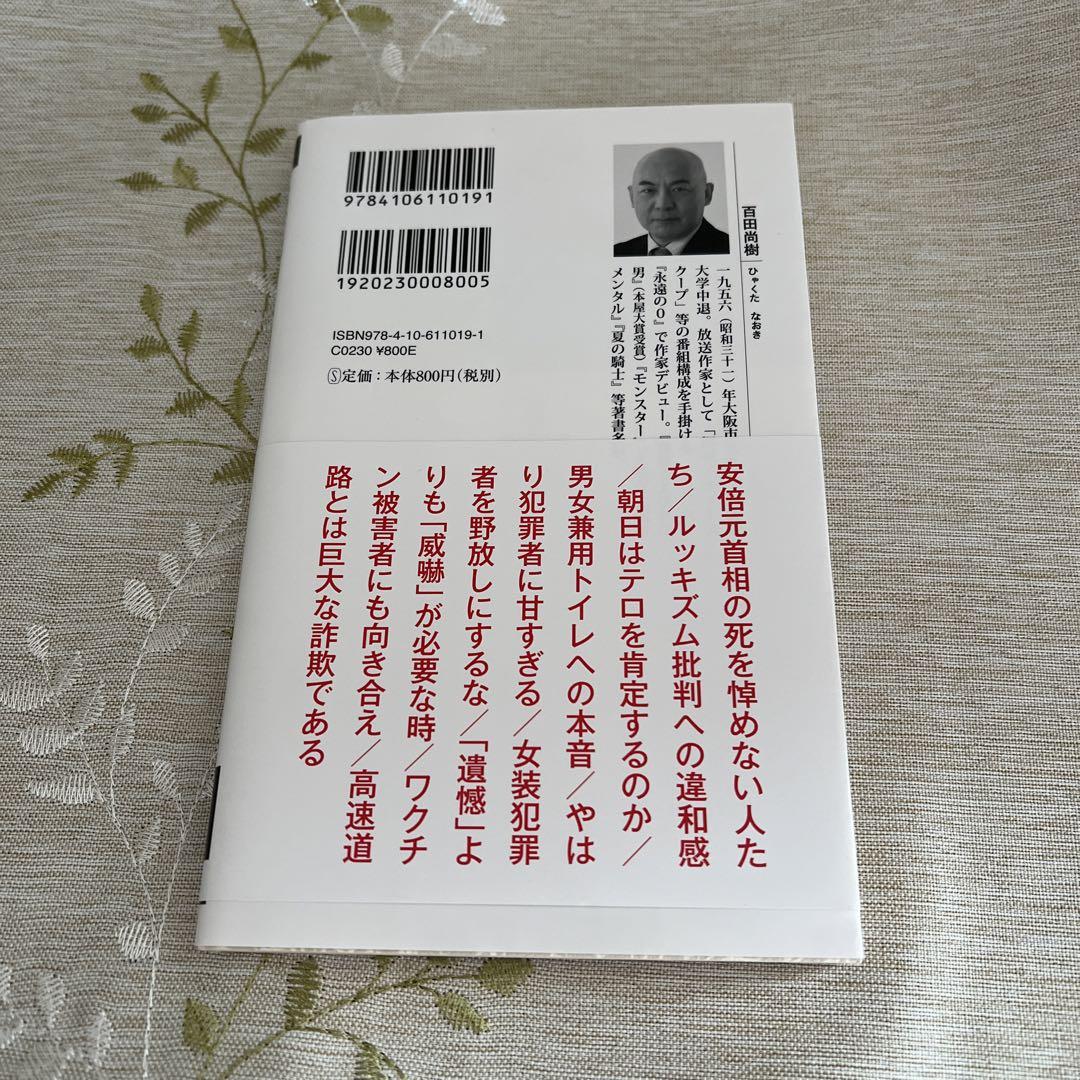 9784106110191
1920230008005
ISBN978-4-10-611019-1
C0230 ¥800E
Ⓢ定価：本体800円（税別）
百田尚樹
ひゃくた なおき
一九五六（昭和三十一）年大阪市
大学中退。放送作家として「
クープ」等の番組構成を手掛け
『永遠の０』で作家デビュー。『
男』（本屋大賞受賞）『モンスター
メンタル』『夏の騎士』等著書多
安倍元首相の死を悼めない人た
ち／ルッキズム批判への違和感
／朝日はテロを肯定するのか／
男女兼用トイレへの本音／やは
り犯罪者に甘すぎる／女装犯罪
者を野放しにするな／「遺憾」よ
りも「威嚇」が必要な時／ワクチ
ン被害者にも向き合え／高速道
路とは巨大な詐欺である